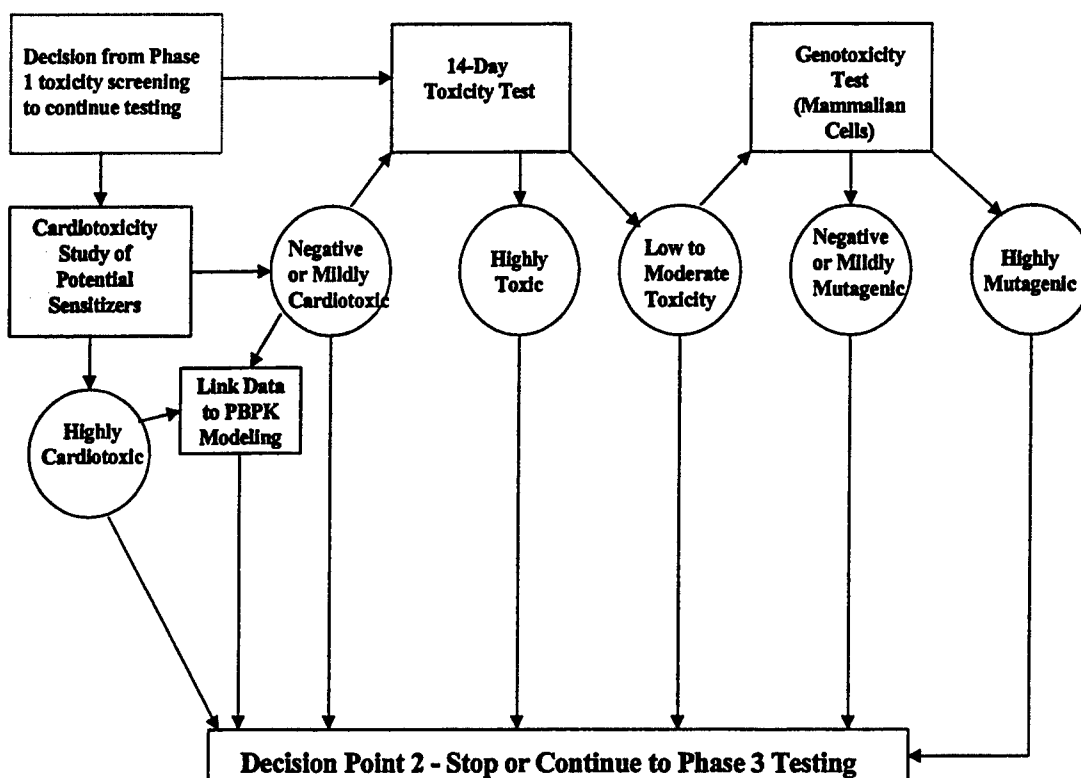 Decision from Phase
1 toxicity screening
to continue testing
14-Day
Toxicity Test
Genotoxicity
Test
(Mammalian
Cells)
Cardiotoxicity
Study of
Potential
Sensitizers
Negative
or Mildly
Cardiotoxic
Highly
Toxic
Low to
Moderate
Toxicity
Negative
or Mildly
Mutagenic
Highly
Mutagenic
Link Data
to PBPK
Modeling
Highly
Cardiotoxic
Decision Point 2 - Stop or Continue to Phase 3 Testing